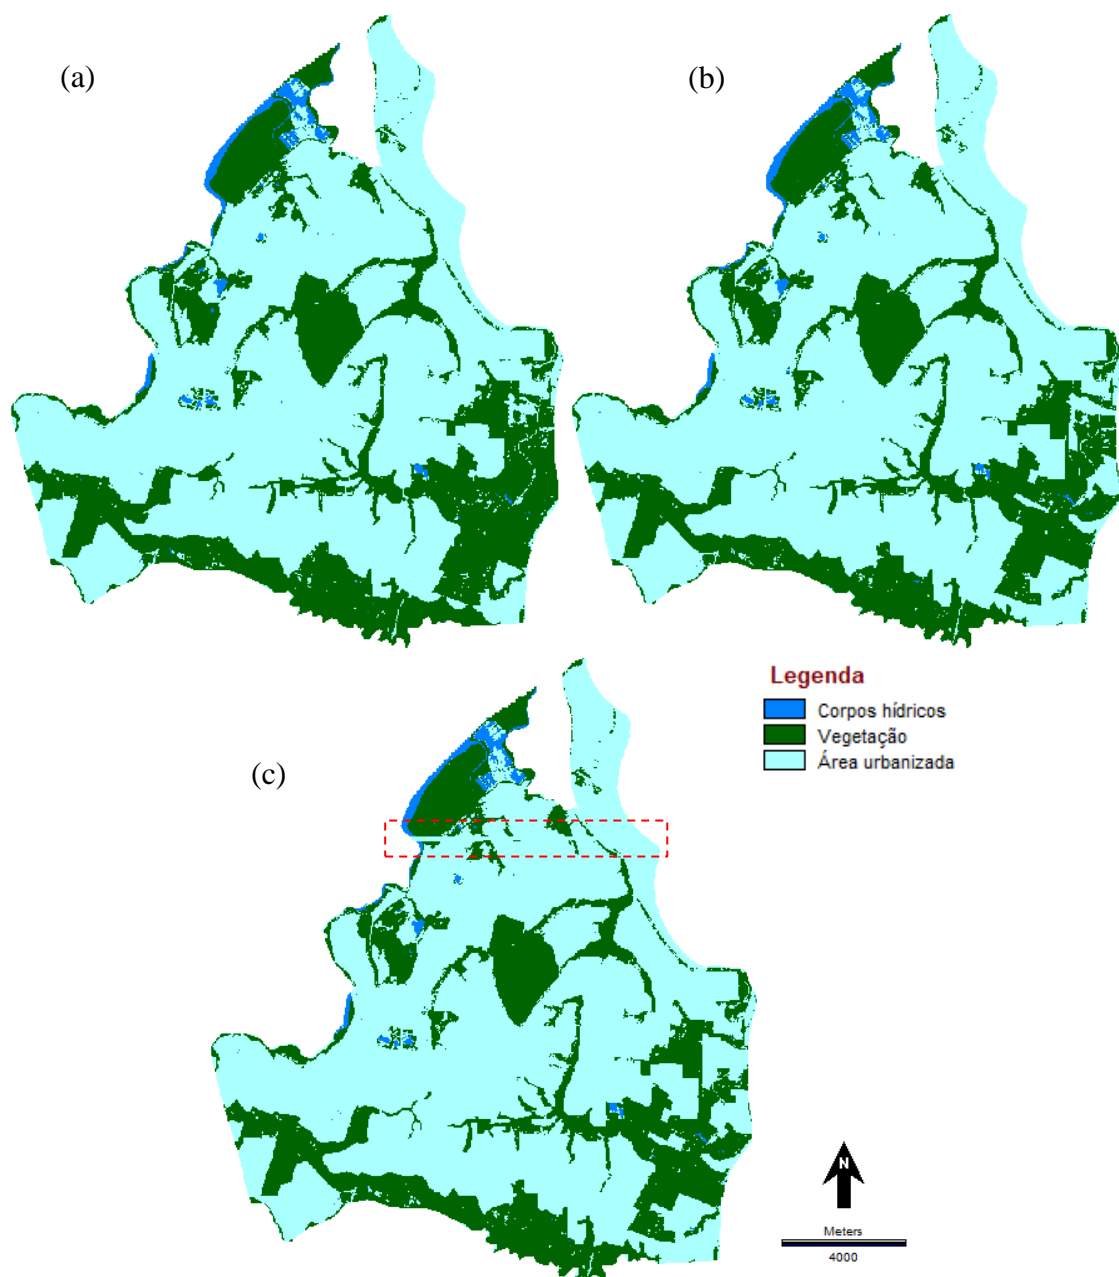 (a)
(b)
Legenda
Corpos hídricos
Vegetação
Área urbanizada
(c)
N
Meters
4000